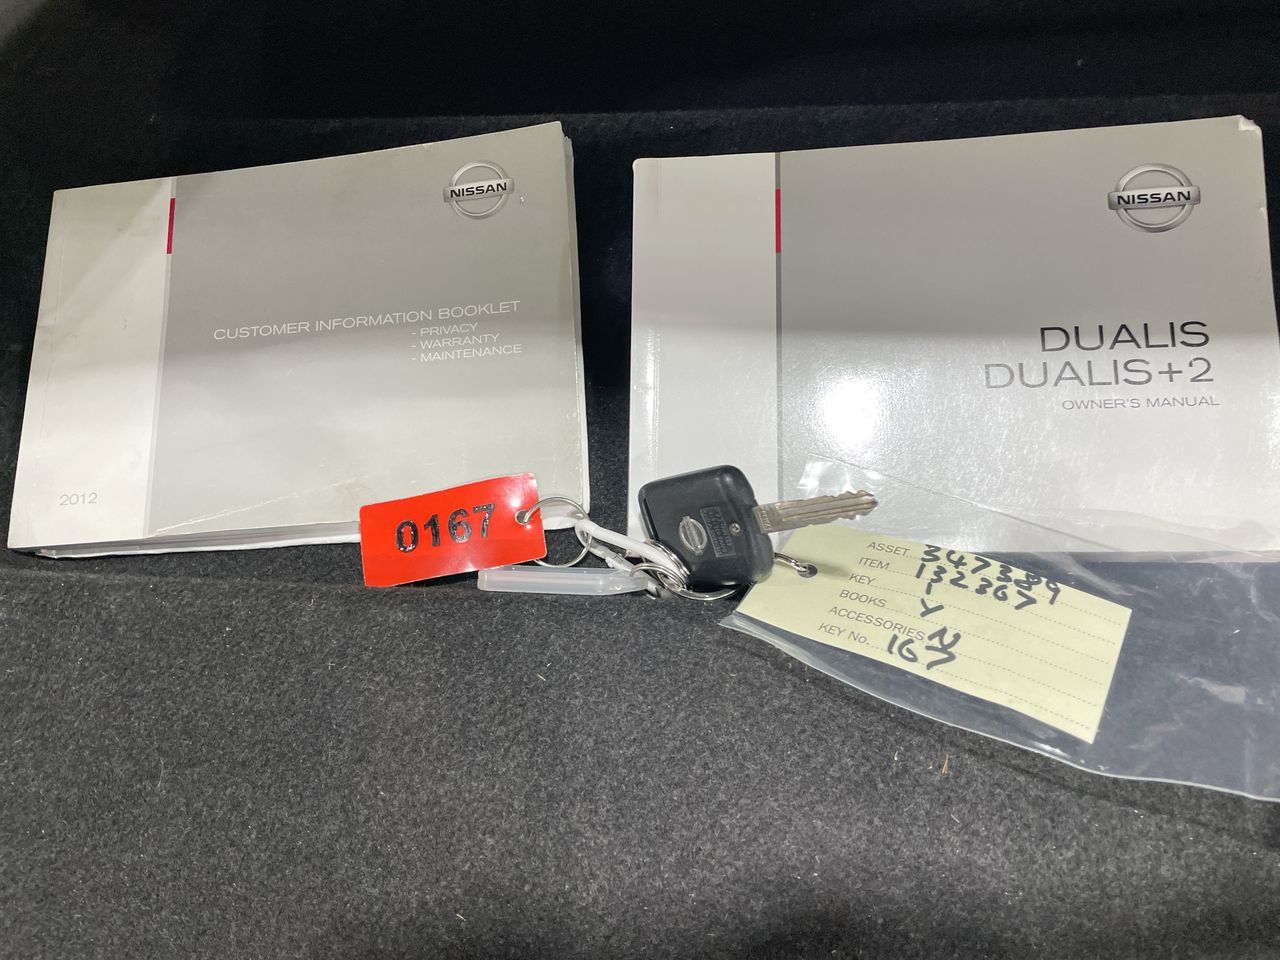 NISSAN
CUSTOMER INFORMATION BOOKLET
- PRIVACY
- WARRANTY
- MAINTENANCE
2012
NISSAN
DUALIS
DUALIS+2
OWNER'S MANUAL
0167
ASSET 347389
ITEM 132367
KEY 1
BOOKS Y
ACCESSORIES N
KEY No. 167